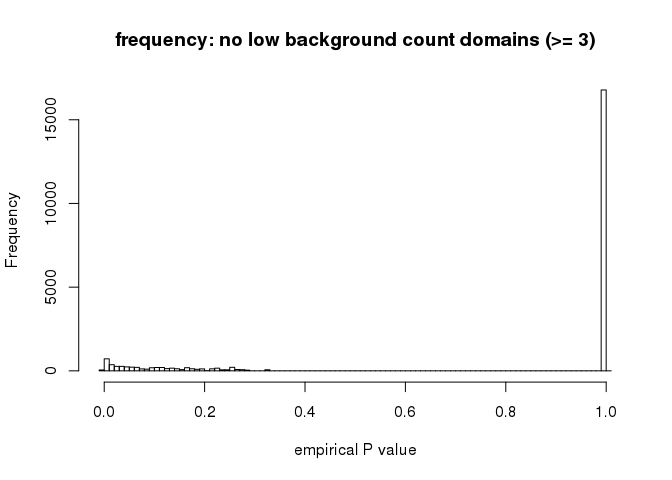 frequency: no low background count domains (>= 3)
Frequency
15000
10000
5000
0
0.0 0.2 0.4 0.6 0.8 1.0
empirical P value